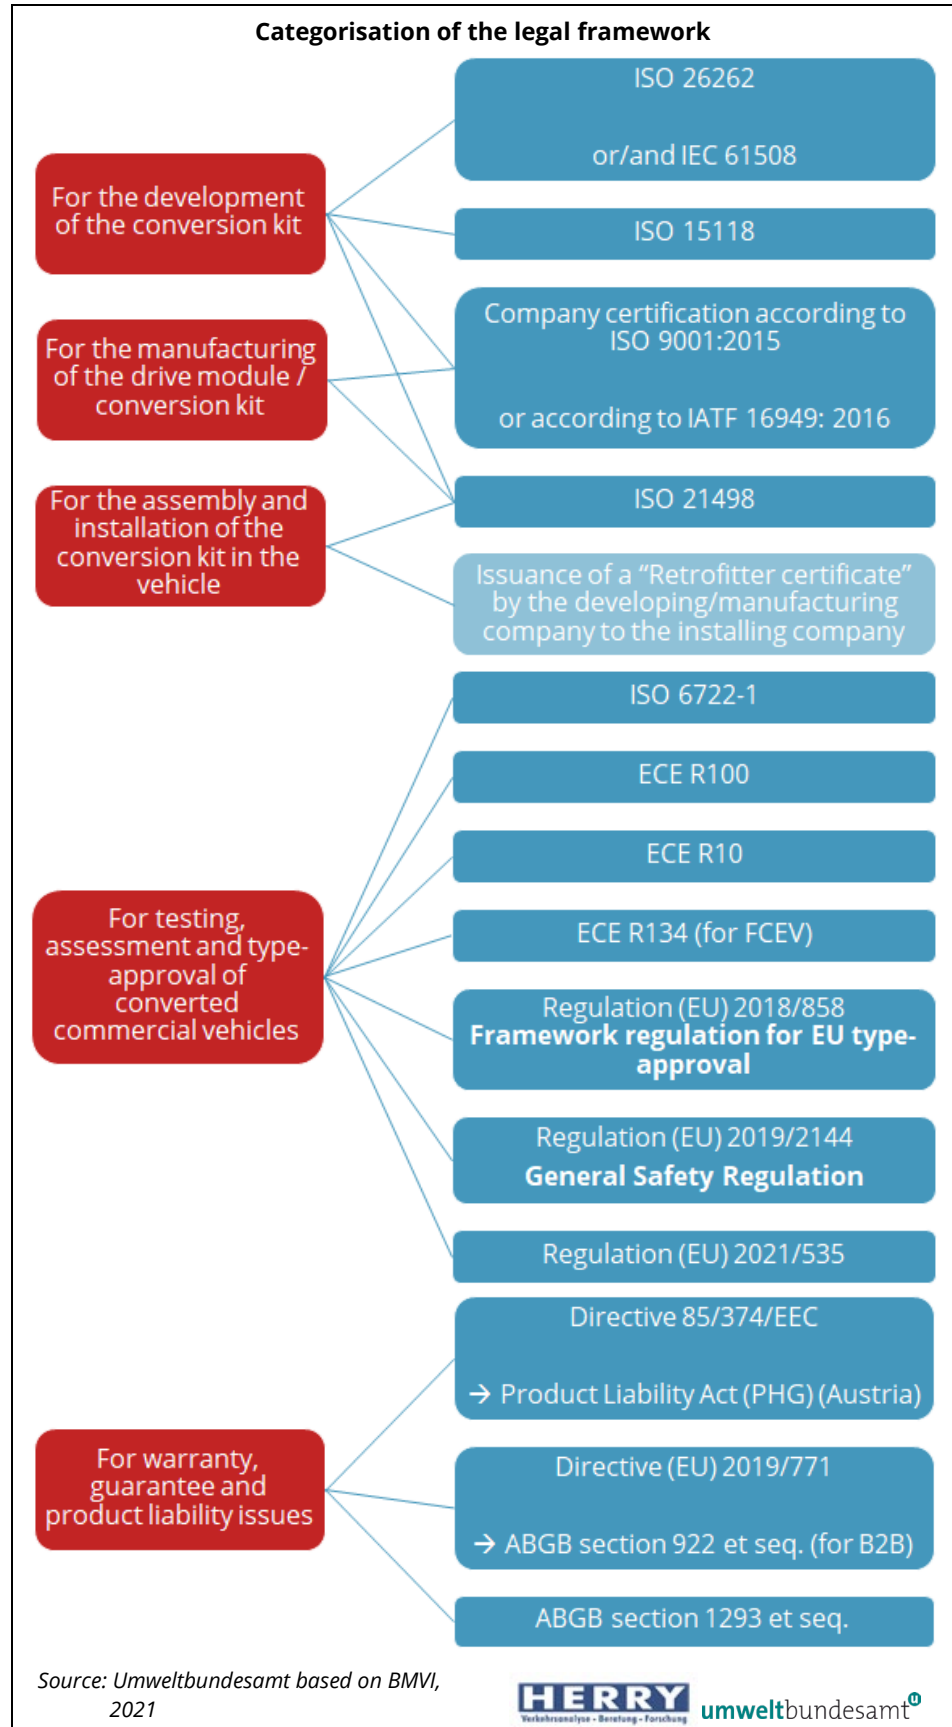 Categorisation of the legal framework
For the development
of the conversion kit
For the manufacturing
of the drive module /
conversion kit
For the assembly and
installation of the
conversion kit in the
vehicle
ISO 26262
or/and IEC 61508
ISO 15118
Company certification according to
ISO 9001:2015
or according to IATF 16949: 2016
ISO 21498
Issuance of a “Retrofitter certificate”
by the developing/manufacturing
company to the installing company
For testing,
assessment and type-
approval of
converted
commercial vehicles
ISO 6722-1
ECE R100
ECE R10
ECE R134 (for FCEV)
Regulation (EU) 2018/858
Framework regulation for EU type-
approval
Regulation (EU) 2019/2144
General Safety Regulation
Regulation (EU) 2021/535
For warranty,
guarantee and
product liability issues
Directive 85/374/EEC
→ Product Liability Act (PHG) (Austria)
Directive (EU) 2019/771
→ ABGB section 922 et seq. (for B2B)
ABGB section 1293 et seq.
Source: Umweltbundesamt based on BMVI,
2021
HERRY
Verkehrsanalyse - Beratung - Forschung
umweltbundesamt
u